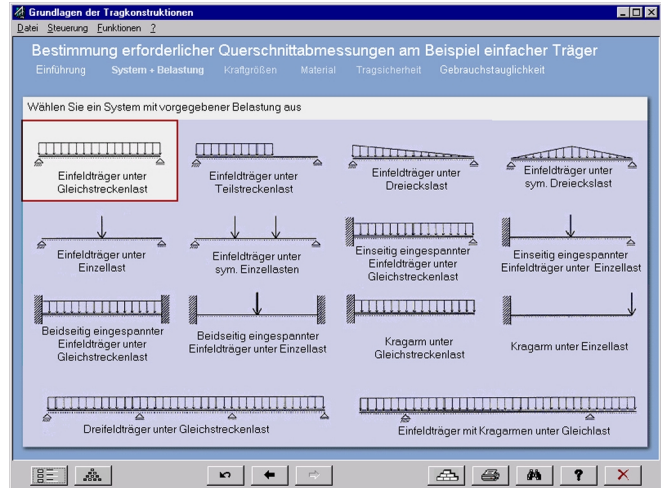 Grundlagen der Tragkonstruktionen
Datei Steuerung Funktionen ?
Bestimmung erforderlicher Querschnittabmessungen am Beispiel einfacher Träger
Einführung System + Belastung Kraftgrößen Material Tragsicherheit Gebrauchstauglichkeit
Wählen Sie ein System mit vorgegebener Belastung aus
Einfeldträger unter
Gleichstreckenlast
Einfeldträger unter
Teilstreckenlast
Einfeldträger unter
Dreieckslast
Einfeldträger unter
sym. Dreieckslast
Einfeldträger unter
Einzellast
Einfeldträger unter
sym. Einzellasten
Einseitig eingespannter
Einfeldträger unter
Gleichstreckenlast
Einseitig eingespannter
Einfeldträger unter Einzellast
Beidseitig eingespannter
Einfeldträger unter
Gleichstreckenlast
Beidseitig eingespannter
Einfeldträger unter Einzellast
Kragarm unter
Gleichstreckenlast
Kragarm unter Einzellast
Dreifeldträger unter Gleichstreckenlast
Einfeldträger mit Kragarmen unter Gleichlast
?